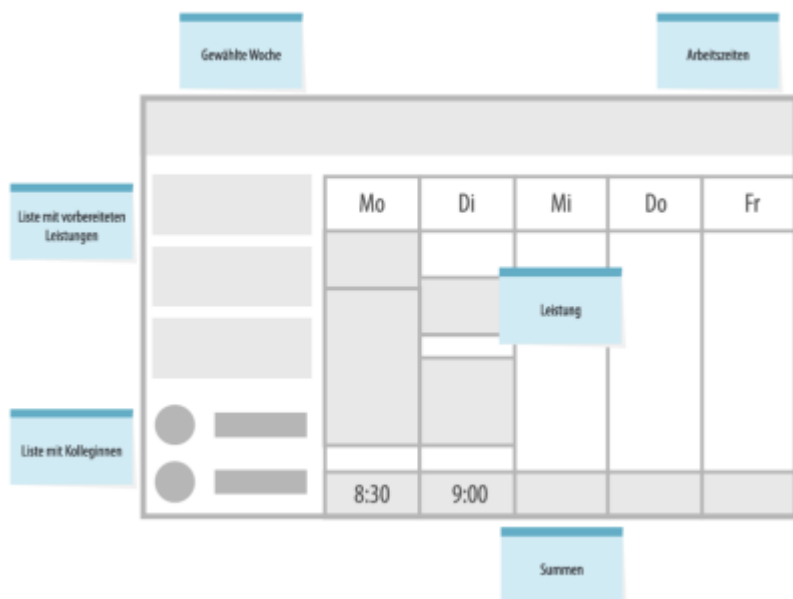 Gewählte Woche
Arbeitszeiten
Liste mit vorbereiteten
Leistungen
Mo Di Mi Do Fr
Leistung
Liste mit Kolleginnen
8:30 9:00
Summen